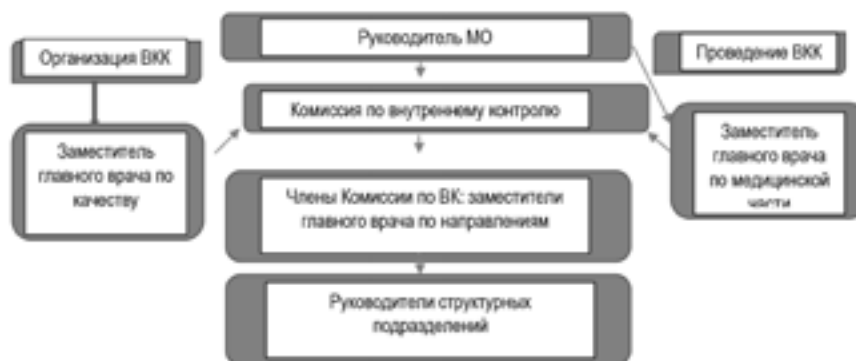 Руководитель МО
Организация ВКК
Проведение ВКК
Комиссия по внутреннему контролю
Заместитель
главного врача по
качеству
Заместитель
главного врача
по медицинской
части
Члены Комиссии по ВК: заместители
главного врача по направлениям
Руководители структурных
подразделений